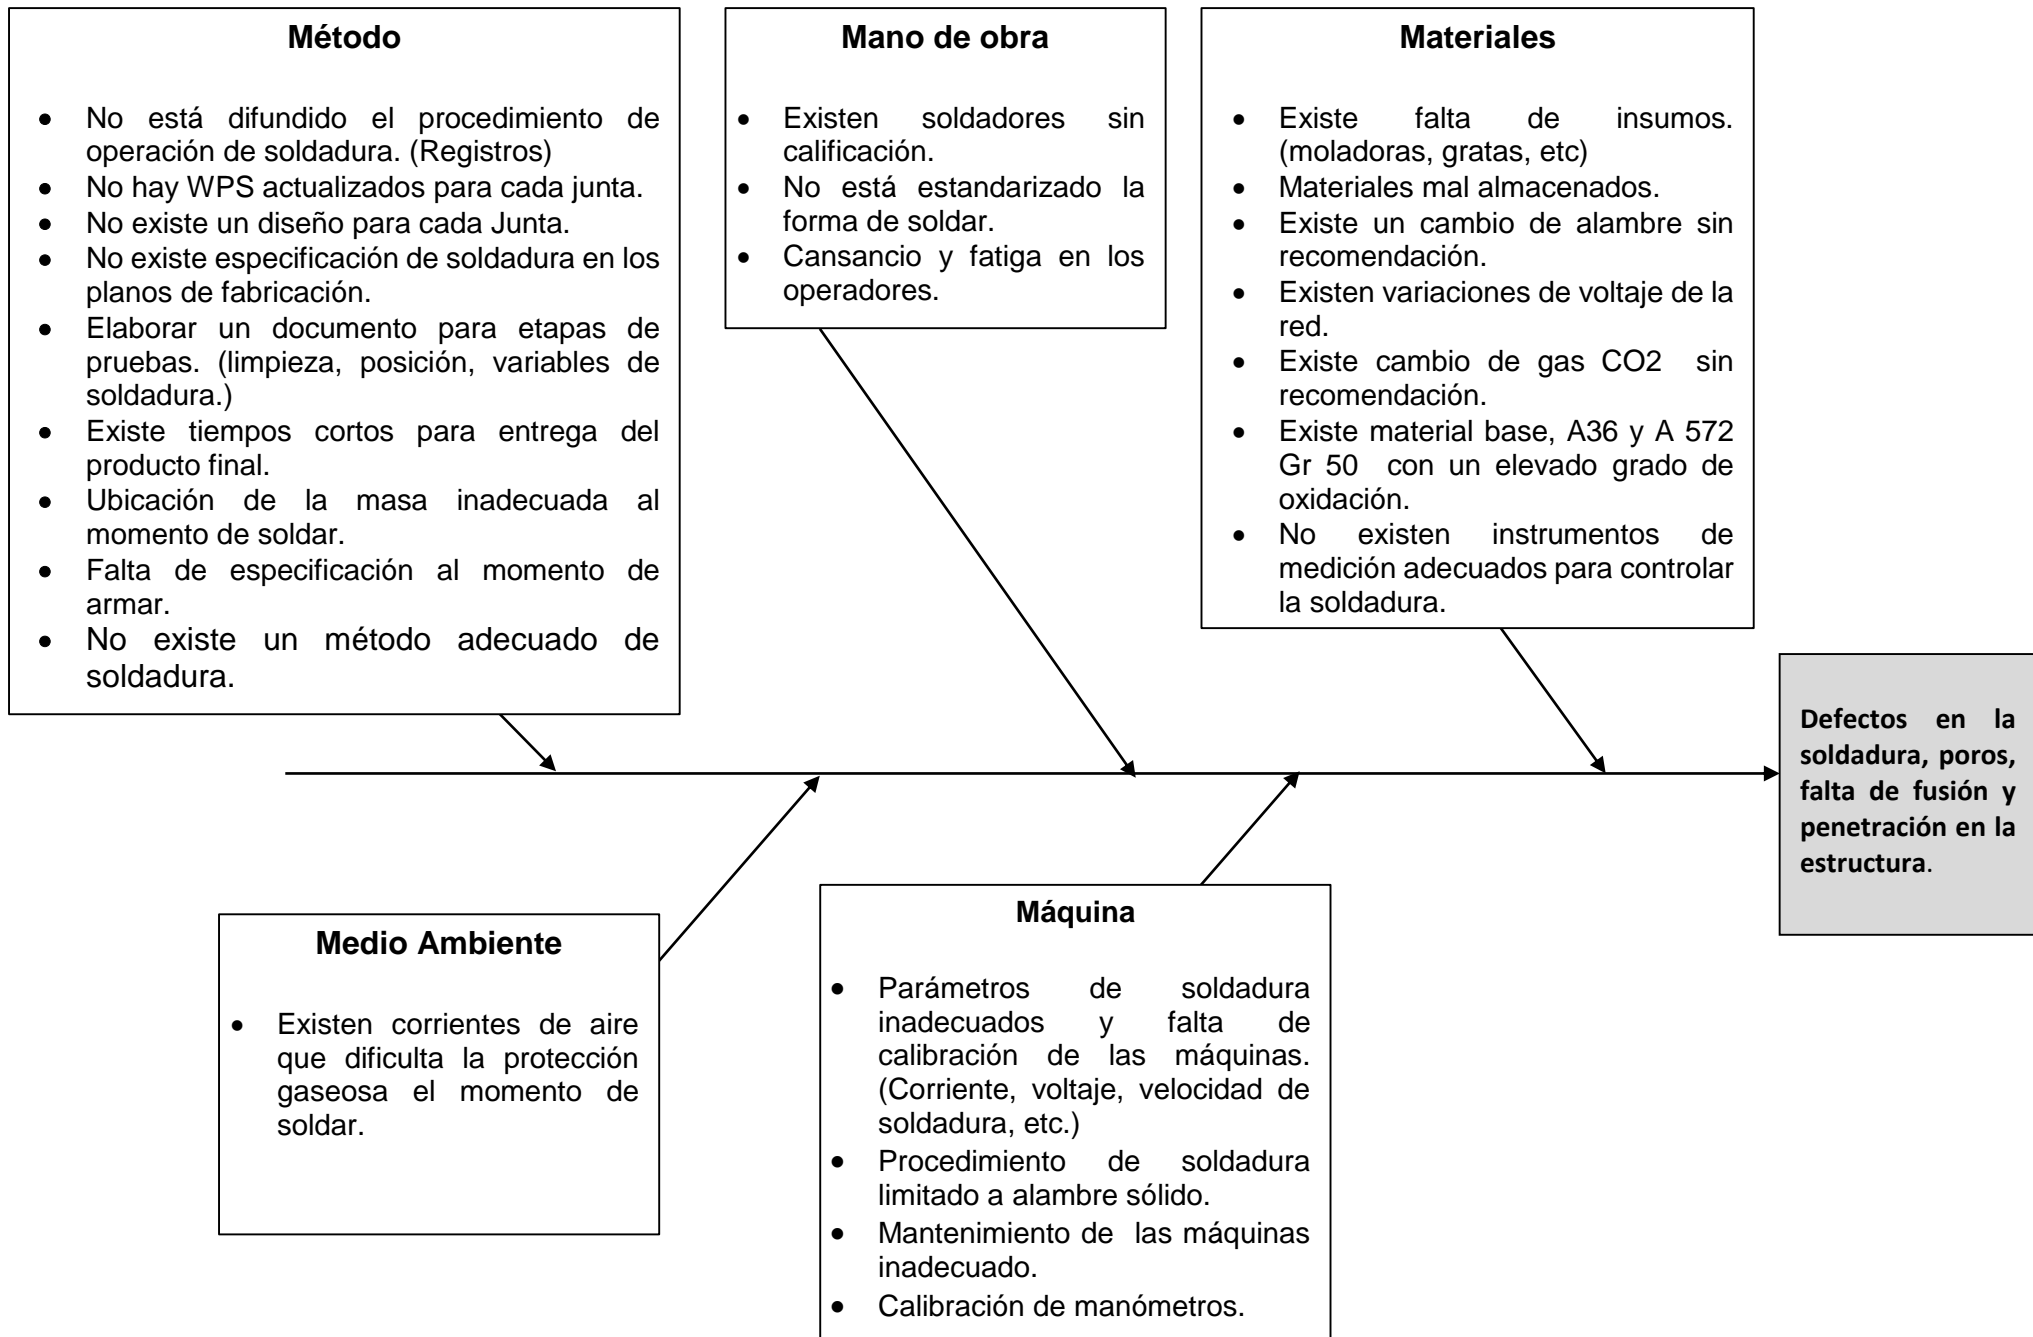 Método
No está difundido el procedimiento de
operación de soldadura. (Registros)
No hay WPS actualizados para cada junta.
No existe un diseño para cada Junta.
No existe especificación de soldadura en los
planos de fabricación.
Elaborar un documento para etapas de
pruebas. (limpieza, posición, variables de
soldadura.)
Existe tiempos cortos para entrega del
producto final.
Ubicación de la masa inadecuada al
momento de soldar.
Falta de especificación al momento de
armar.
No existe un método adecuado de
soldadura.
Mano de obra
Existen soldadores sin
calificación.
No está estandarizado la
forma de soldar.
Cansancio y fatiga en los
operadores.
Materiales
Existe falta de insumos.
(moladoras, gratas, etc)
Materiales mal almacenados.
Existe un cambio de alambre sin
recomendación.
Existen variaciones de voltaje de la
red.
Existe cambio de gas CO2 sin
recomendación.
Existe material base, A36 y A 572
Gr 50 con un elevado grado de
oxidación.
No existen instrumentos de
medición adecuados para controlar
la soldadura.
Defectos en la
soldadura, poros,
falta de fusión y
penetración en la
estructura.
Medio Ambiente
Existen corrientes de aire
que dificulta la protección
gaseosa el momento de
soldar.
Máquina
Parámetros de soldadura
inadecuados y falta de
calibración de las máquinas.
(Corriente, voltaje, velocidad de
soldadura, etc.)
Procedimiento de soldadura
limitado a alambre sólido.
Mantenimiento de las máquinas
inadecuado.
Calibración de manómetros.